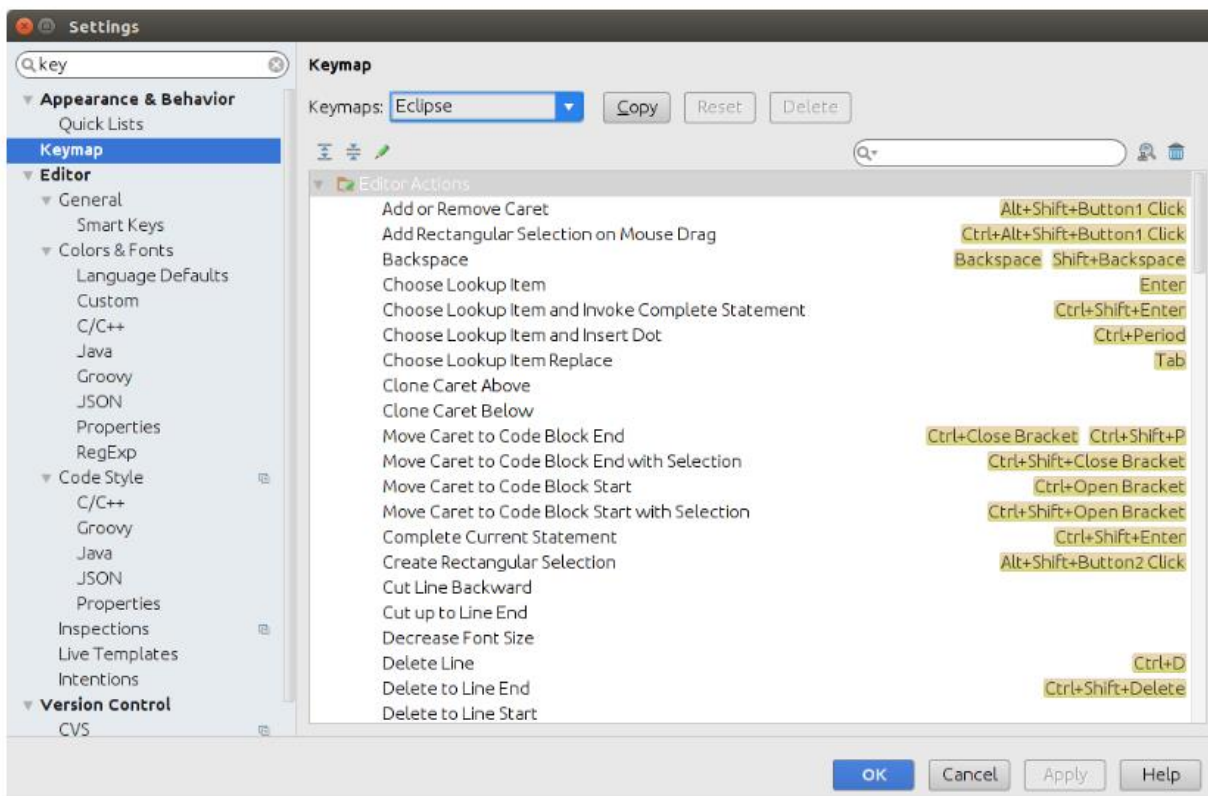 Settings
key
Appearance & Behavior
Quick Lists
Keymap
Editor
General
Smart Keys
Colors & Fonts
Language Defaults
Custom
C/C++
Java
Groovy
JSON
Properties
RegExp
Code Style
C/C++
Groovy
Java
JSON
Properties
Inspections
Live Templates
Intentions
Version Control
CVS
Keymap
Keymaps: Eclipse Copy Reset Delete
Editor Actions
Add or Remove Caret Alt+Shift+Button1 Click
Add Rectangular Selection on Mouse Drag Ctrl+Alt+Shift+Button1 Click
Backspace Backspace Shift+Backspace
Choose Lookup Item Enter
Choose Lookup Item and Invoke Complete Statement Ctrl+Shift+Enter
Choose Lookup Item and Insert Dot Ctrl+Period
Choose Lookup Item Replace Tab
Clone Caret Above
Clone Caret Below
Move Caret to Code Block End Ctrl+Close Bracket Ctrl+Shift+P
Move Caret to Code Block End with Selection Ctrl+Shift+Close Bracket
Move Caret to Code Block Start Ctrl+Open Bracket
Move Caret to Code Block Start with Selection Ctrl+Shift+Open Bracket
Complete Current Statement Ctrl+Shift+Enter
Create Rectangular Selection Alt+Shift+Button2 Click
Cut Line Backward
Cut up to Line End
Decrease Font Size
Delete Line Ctrl+D
Delete to Line End Ctrl+Shift+Delete
Delete to Line Start
OK Cancel Apply Help